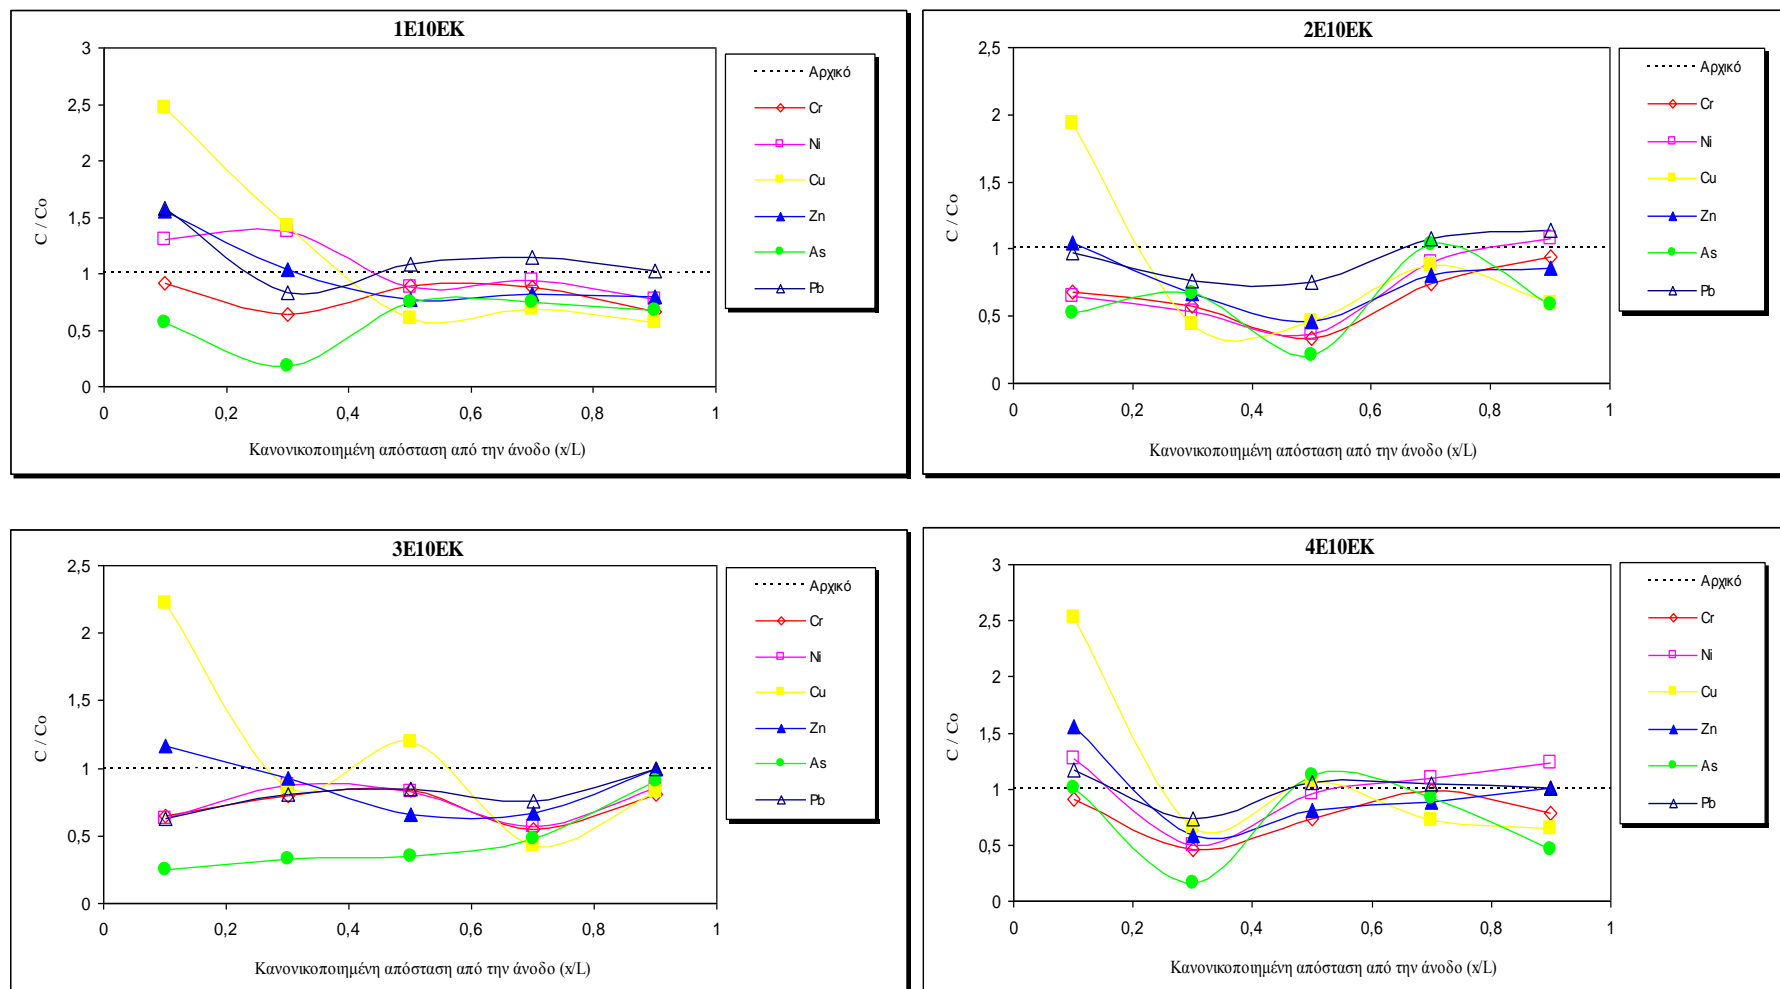 1E10EK
3
2,5
2
1,5
1
0,5
0
0 0,2 0,4 0,6 0,8 1
C / Co
Κανονικοποιημένη απόσταση από την άνοδο (x/L)
Αρχικό
Cr
Ni
Cu
Zn
As
Pb
2E10EK
2,5
2
1,5
1
0,5
0
0 0,2 0,4 0,6 0,8 1
C / Co
Κανονικοποιημένη απόσταση από την άνοδο (x/L)
Αρχικό
Cr
Ni
Cu
Zn
As
Pb
3E10EK
2,5
2
1,5
1
0,5
0
0 0,2 0,4 0,6 0,8 1
C / Co
Κανονικοποιημένη απόσταση από την άνοδο (x/L)
Αρχικό
Cr
Ni
Cu
Zn
As
Pb
4E10EK
3
2,5
2
1,5
1
0,5
0
0 0,2 0,4 0,6 0,8 1
C / Co
Κανονικοποιημένη απόσταση από την άνοδο (x/L)
Αρχικό
Cr
Ni
Cu
Zn
As
Pb